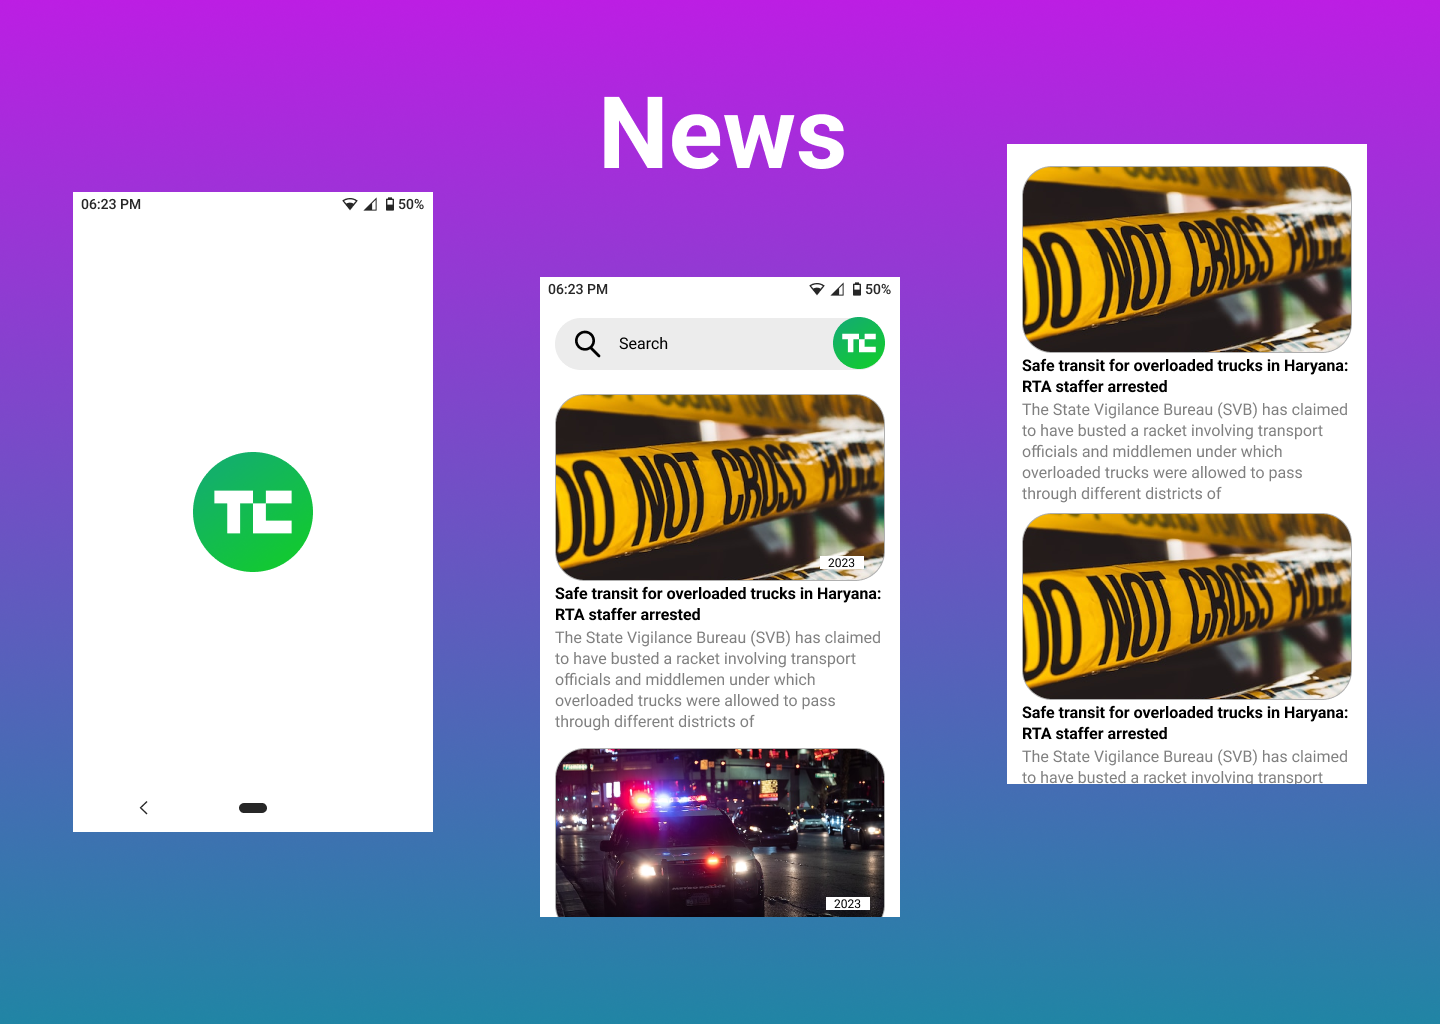 News
06:23 PM
50%
TC
06:23 PM
50%
Search
TC
DO NOT CROSS POLICE
2023
Safe transit for overloaded trucks in Haryana:
RTA staffer arrested
The State Vigilance Bureau (SVB) has claimed
to have busted a racket involving transport
officials and middlemen under which
overloaded trucks were allowed to pass
through different districts of
2023
DO NOT CROSS POLICE
Safe transit for overloaded trucks in Haryana:
RTA staffer arrested
The State Vigilance Bureau (SVB) has claimed
to have busted a racket involving transport
officials and middlemen under which
overloaded trucks were allowed to pass
through different districts of
DO NOT CROSS POLICE
Safe transit for overloaded trucks in Haryana:
RTA staffer arrested
The State Vigilance Bureau (SVB) has claimed
to have busted a racket involving transport